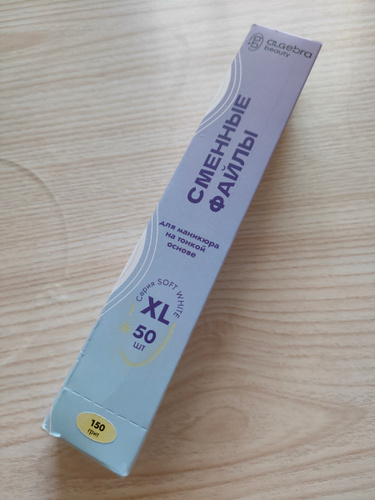 aLGebra
beauty
СМЕННЫЕ
ФАЙЛЫ
для маникюра
на тонкой
основе
Серия SOFT WHITE
XL
50
шт
150
грит